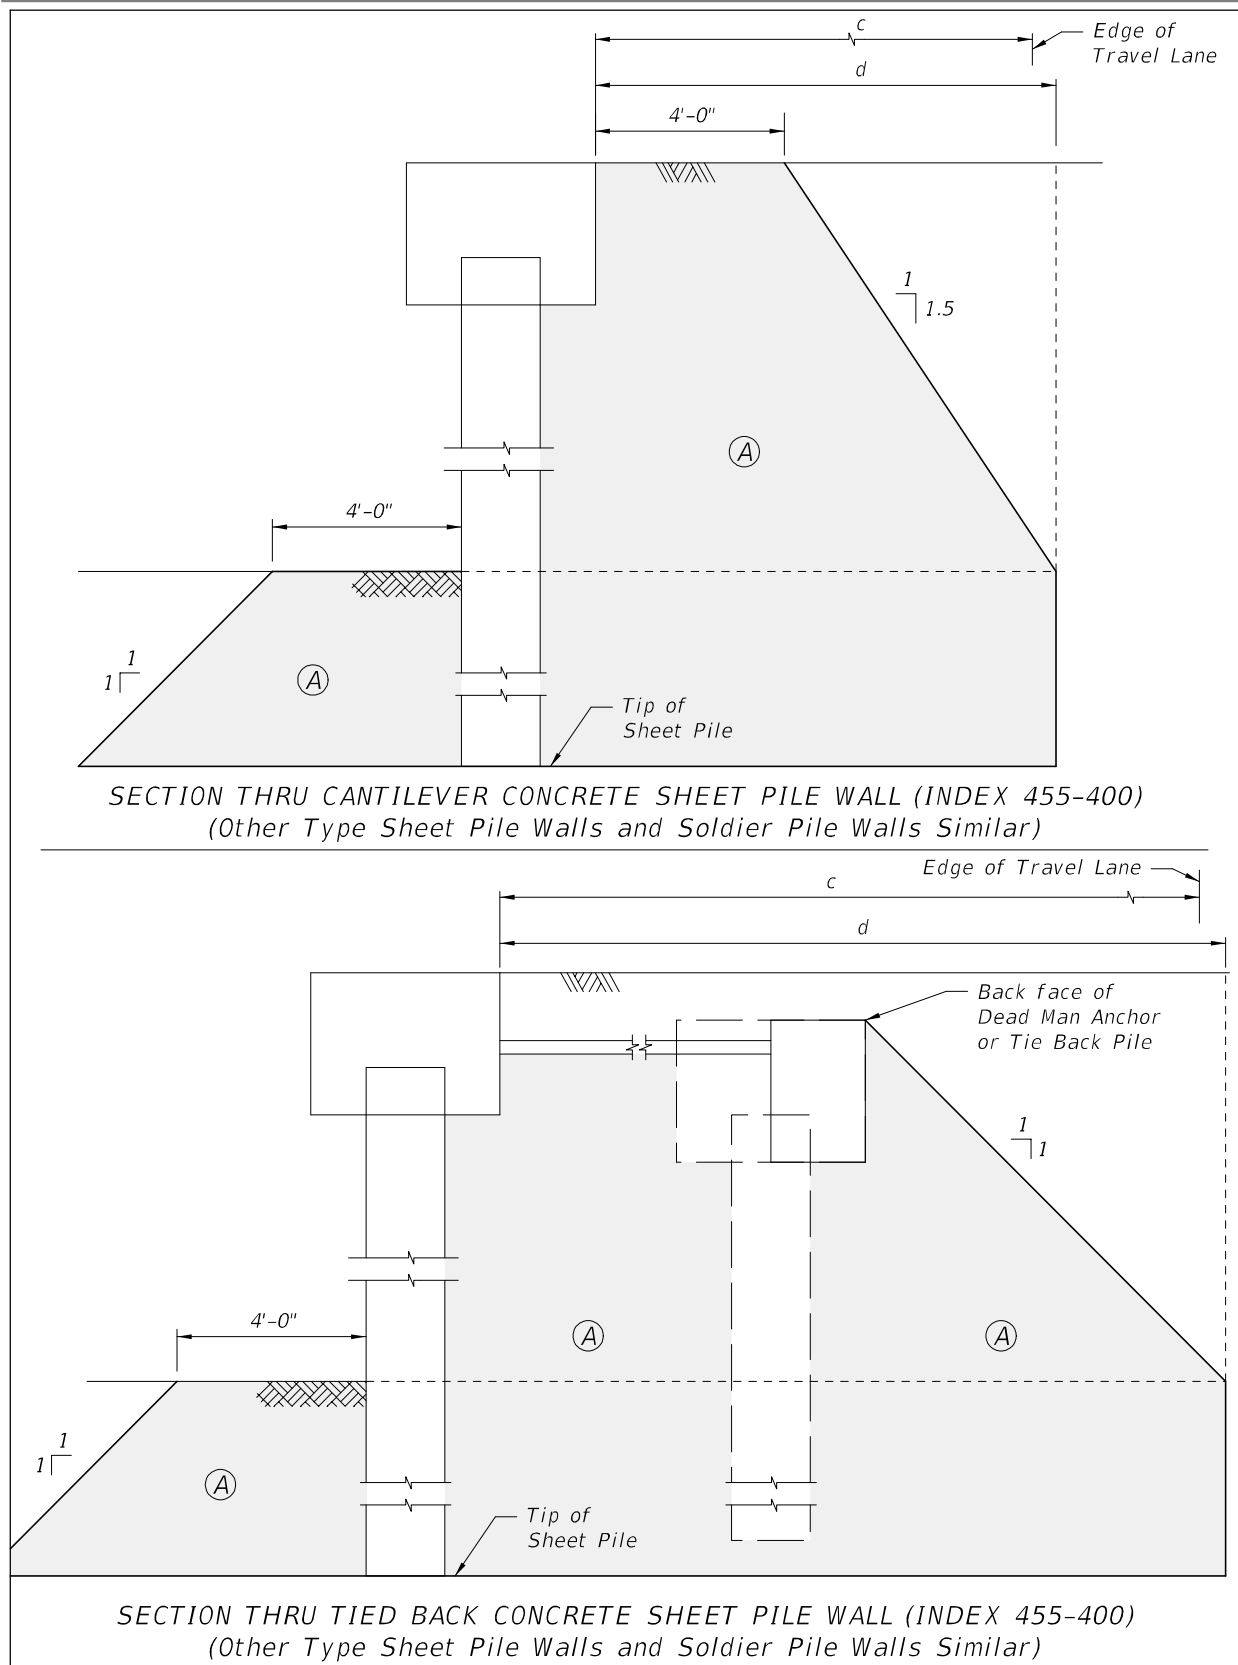 c
Edge of
Travel Lane
d
4'-0"
1
1.5
A
4'-0"
1
1
A
Tip of
Sheet Pile
SECTION THRU CANTILEVER CONCRETE SHEET PILE WALL (INDEX 455-400)
(Other Type Sheet Pile Walls and Soldier Pile Walls Similar)
Edge of Travel Lane
c
d
Back face of
Dead Man Anchor
or Tie Back Pile
1
1
4'-0"
A
A
1
1
A
Tip of
Sheet Pile
SECTION THRU TIED BACK CONCRETE SHEET PILE WALL (INDEX 455-400)
(Other Type Sheet Pile Walls and Soldier Pile Walls Similar)